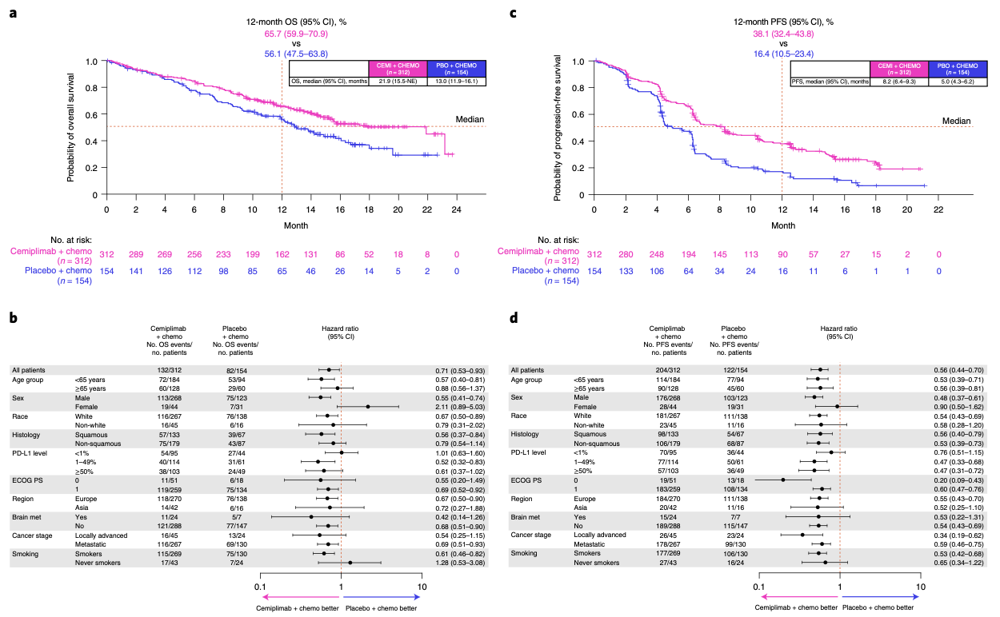 a
12-month OS (95% CI), %
65.7 (59.9–70.9)
vs
56.1 (47.5–63.8)
CEMI + CHEMO (n = 312) PBO + CHEMO (n = 154)
OS, median (95% CI), months 21.9 (15.5-NE) 13.0 (11.9–16.1)
Probability of overall survival
1.0
0.8
0.6
0.4
0.2
0
Median
0 2 4 6 8 10 12 14 16 18 20 22 24
Month
No. at risk:
Cemiplimab + chemo (n = 312) 312 289 269 256 233 199 162 131 86 52 18 8 0
Placebo + chemo (n = 154) 154 141 126 112 98 85 65 46 26 14 5 2 0
c
12-month PFS (95% CI), %
38.1 (32.4–43.8)
vs
16.4 (10.5–23.4)
CEMI + CHEMO (n = 312) PBO + CHEMO (n = 154)
PFS, median (95% CI), months 8.2 (6.4–9.3) 5.0 (4.3–6.2)
Probability of progression-free survival
1.0
0.8
0.6
0.4
0.2
0
Median
0 2 4 6 8 10 12 14 16 18 20 22
Month
No. at risk:
Cemiplimab + chemo (n = 312) 312 280 248 194 145 113 90 57 27 15 2 0
Placebo + chemo (n = 154) 154 133 106 64 34 24 16 11 6 1 1 0
b
Cemiplimab + chemo No. OS events/ no. patients
Placebo + chemo No. OS events/ no. patients
Hazard ratio (95% CI)
All patients 132/312 82/154 0.71 (0.53–0.93)
Age group <65 years 72/184 53/94 0.57 (0.40–0.81)
≥65 years 60/128 29/60 0.88 (0.56–1.37)
Sex Male 113/268 75/123 0.55 (0.41–0.74)
Female 19/44 7/31 2.11 (0.89–5.03)
Race White 116/267 76/138 0.67 (0.50–0.89)
Non-white 16/45 6/16 0.79 (0.31–2.02)
Histology Squamous 57/133 39/67 0.56 (0.37–0.84)
Non-squamous 75/179 43/87 0.79 (0.54–1.14)
PD-L1 level <1% 54/95 27/44 1.01 (0.63–1.60)
1–49% 40/114 31/61 0.52 (0.32–0.83)
≥50% 38/103 24/49 0.61 (0.37–1.02)
ECOG PS 0 11/51 6/18 0.55 (0.20–1.49)
1 119/259 75/134 0.69 (0.52–0.92)
Region Europe 118/270 76/138 0.67 (0.50–0.90)
Asia 14/42 6/16 0.72 (0.27–1.88)
Brain met Yes 11/24 5/7 0.42 (0.14–1.26)
No 121/288 77/147 0.68 (0.51–0.90)
Cancer stage Locally advanced 16/45 13/24 0.54 (0.25–1.15)
Metastatic 116/267 69/130 0.69 (0.51–0.93)
Smoking Smokers 115/269 75/130 0.61 (0.46–0.82)
Never smokers 17/43 7/24 1.28 (0.53–3.08)
0.1 1 10
Cemiplimab + chemo better Placebo + chemo better
d
Cemiplimab + chemo No. PFS events/ no. patients
Placebo + chemo No. PFS events/ no. patients
Hazard ratio (95% CI)
All patients 204/312 122/154 0.56 (0.44–0.70)
Age group <65 years 114/184 77/94 0.53 (0.39–0.71)
≥65 years 90/128 45/60 0.56 (0.39–0.81)
Sex Male 176/268 103/123 0.48 (0.37–0.61)
Female 28/44 19/31 0.90 (0.50–1.62)
Race White 181/267 111/138 0.54 (0.43–0.69)
Non-white 23/45 11/16 0.58 (0.28–1.20)
Histology Squamous 98/133 54/67 0.56 (0.40–0.79)
Non-squamous 106/179 68/87 0.53 (0.39–0.73)
PD-L1 level <1% 70/95 36/44 0.76 (0.51–1.15)
1–49% 77/114 50/61 0.47 (0.33–0.68)
≥50% 57/103 36/49 0.47 (0.31–0.72)
ECOG PS 0 19/51 13/18 0.20 (0.09–0.43)
1 183/259 108/134 0.60 (0.47–0.76)
Region Europe 184/270 111/138 0.55 (0.43–0.70)
Asia 20/42 11/16 0.52 (0.25–1.10)
Brain met Yes 15/24 7/7 0.53 (0.22–1.31)
No 189/288 115/147 0.54 (0.43–0.69)
Cancer stage Locally advanced 26/45 23/24 0.34 (0.19–0.62)
Metastatic 178/267 99/130 0.59 (0.46–0.75)
Smoking Smokers 177/269 106/130 0.53 (0.42–0.68)
Never smokers 27/43 16/24 0.65 (0.34–1.22)
0.1 1 10
Cemiplimab + chemo better Placebo + chemo better